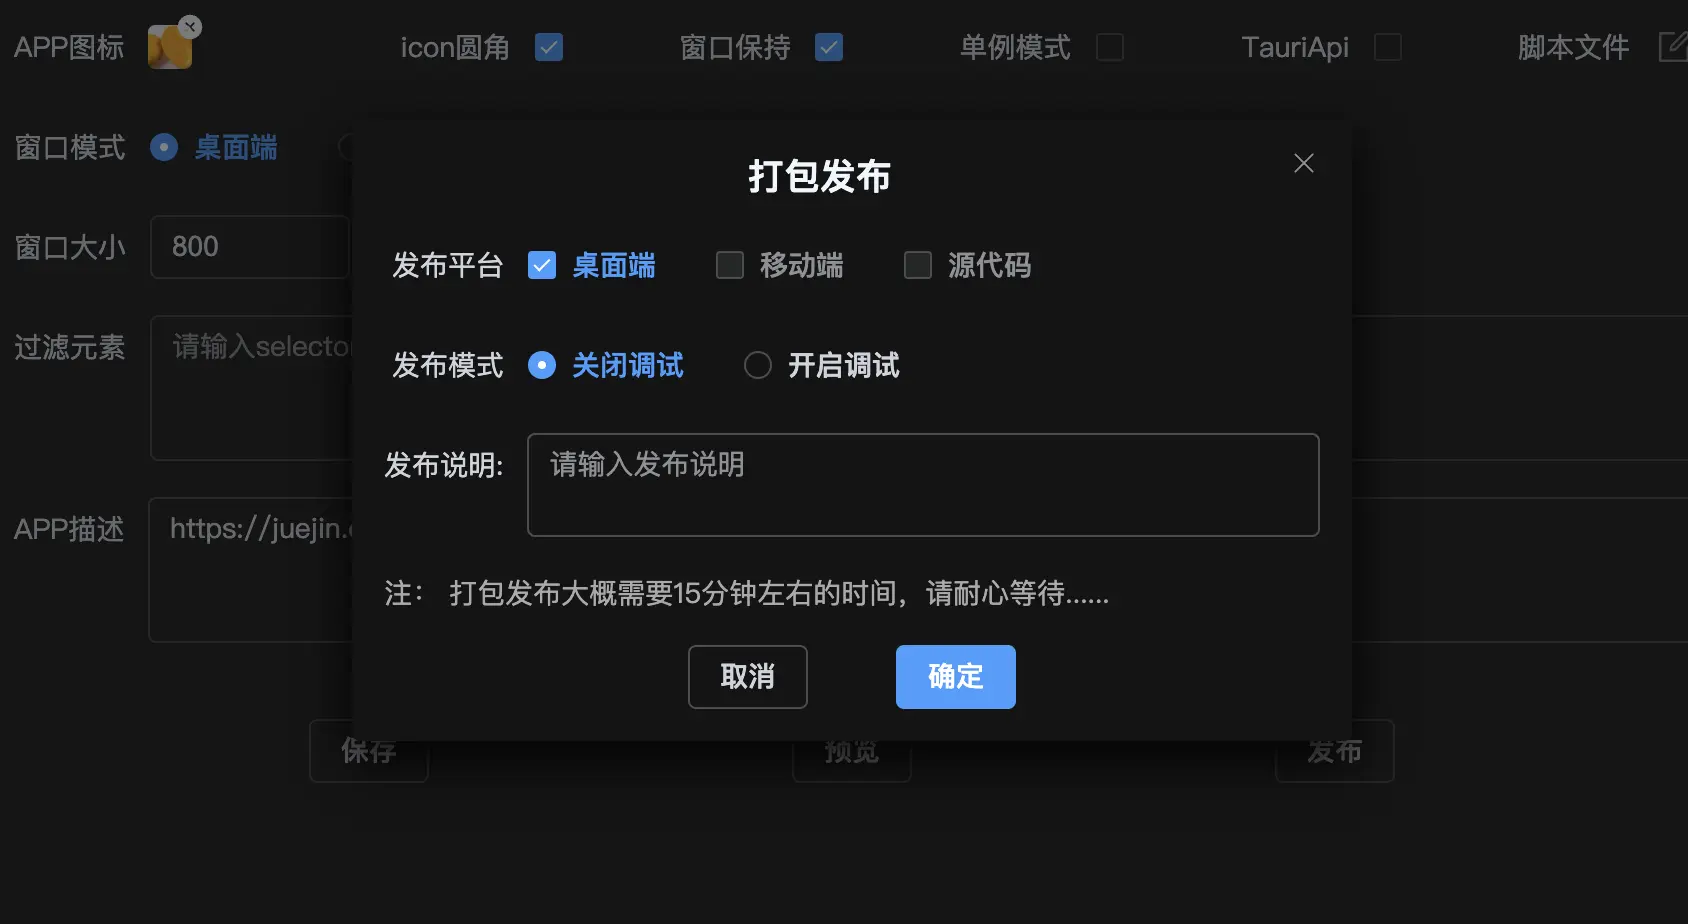 APP图标 icon圆角 窗口保持 单例模式 TauriApi 脚本文件
窗口模式 桌面端
打包发布
窗口大小 800
发布平台 桌面端 移动端 源代码
过滤元素 请输入selector
发布模式 关闭调试 开启调试
发布说明: 请输入发布说明
APP描述 https://juejin.
注： 打包发布大概需要15分钟左右的时间，请耐心等待......
取消 确定
保存 预览 发布